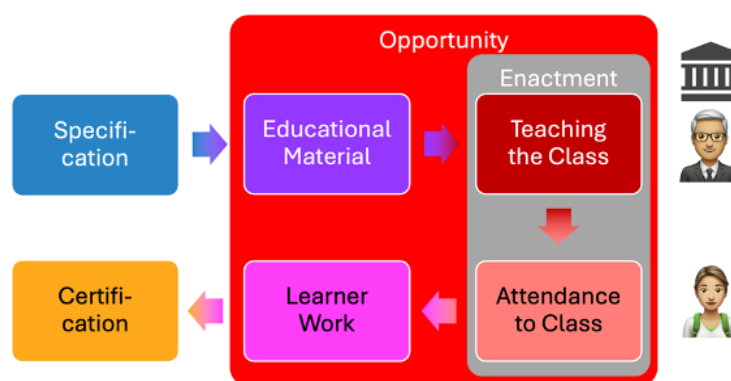 Opportunity
Enactment
Specifi-
cation
Educational
Material
Teaching
the Class
Certifi-
cation
Learner
Work
Attendance
to Class